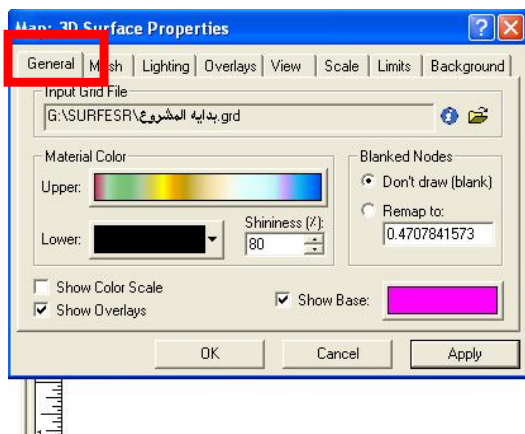 Map: 3D Surface Properties
General Mesh Lighting Overlays View Scale Limits Background
Input Grid File
G:\SURFESR\بدايه المشروع.grd
Material Color
Upper:
Lower:
Shininess (%):
80
Blanked Nodes
Don't draw (blank)
Remap to:
0.4707841573
Show Color Scale
Show Overlays
Show Base:
OK Cancel Apply